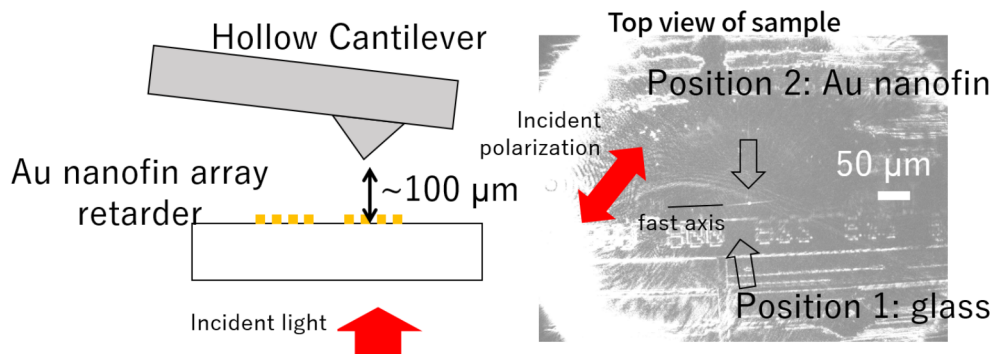 Hollow Cantilever
Au nanofin array
retarder
~100 μm
Incident light
Top view of sample
Position 2: Au nanofin
Incident
polarization
50 μm
fast axis
600
Position 1: glass